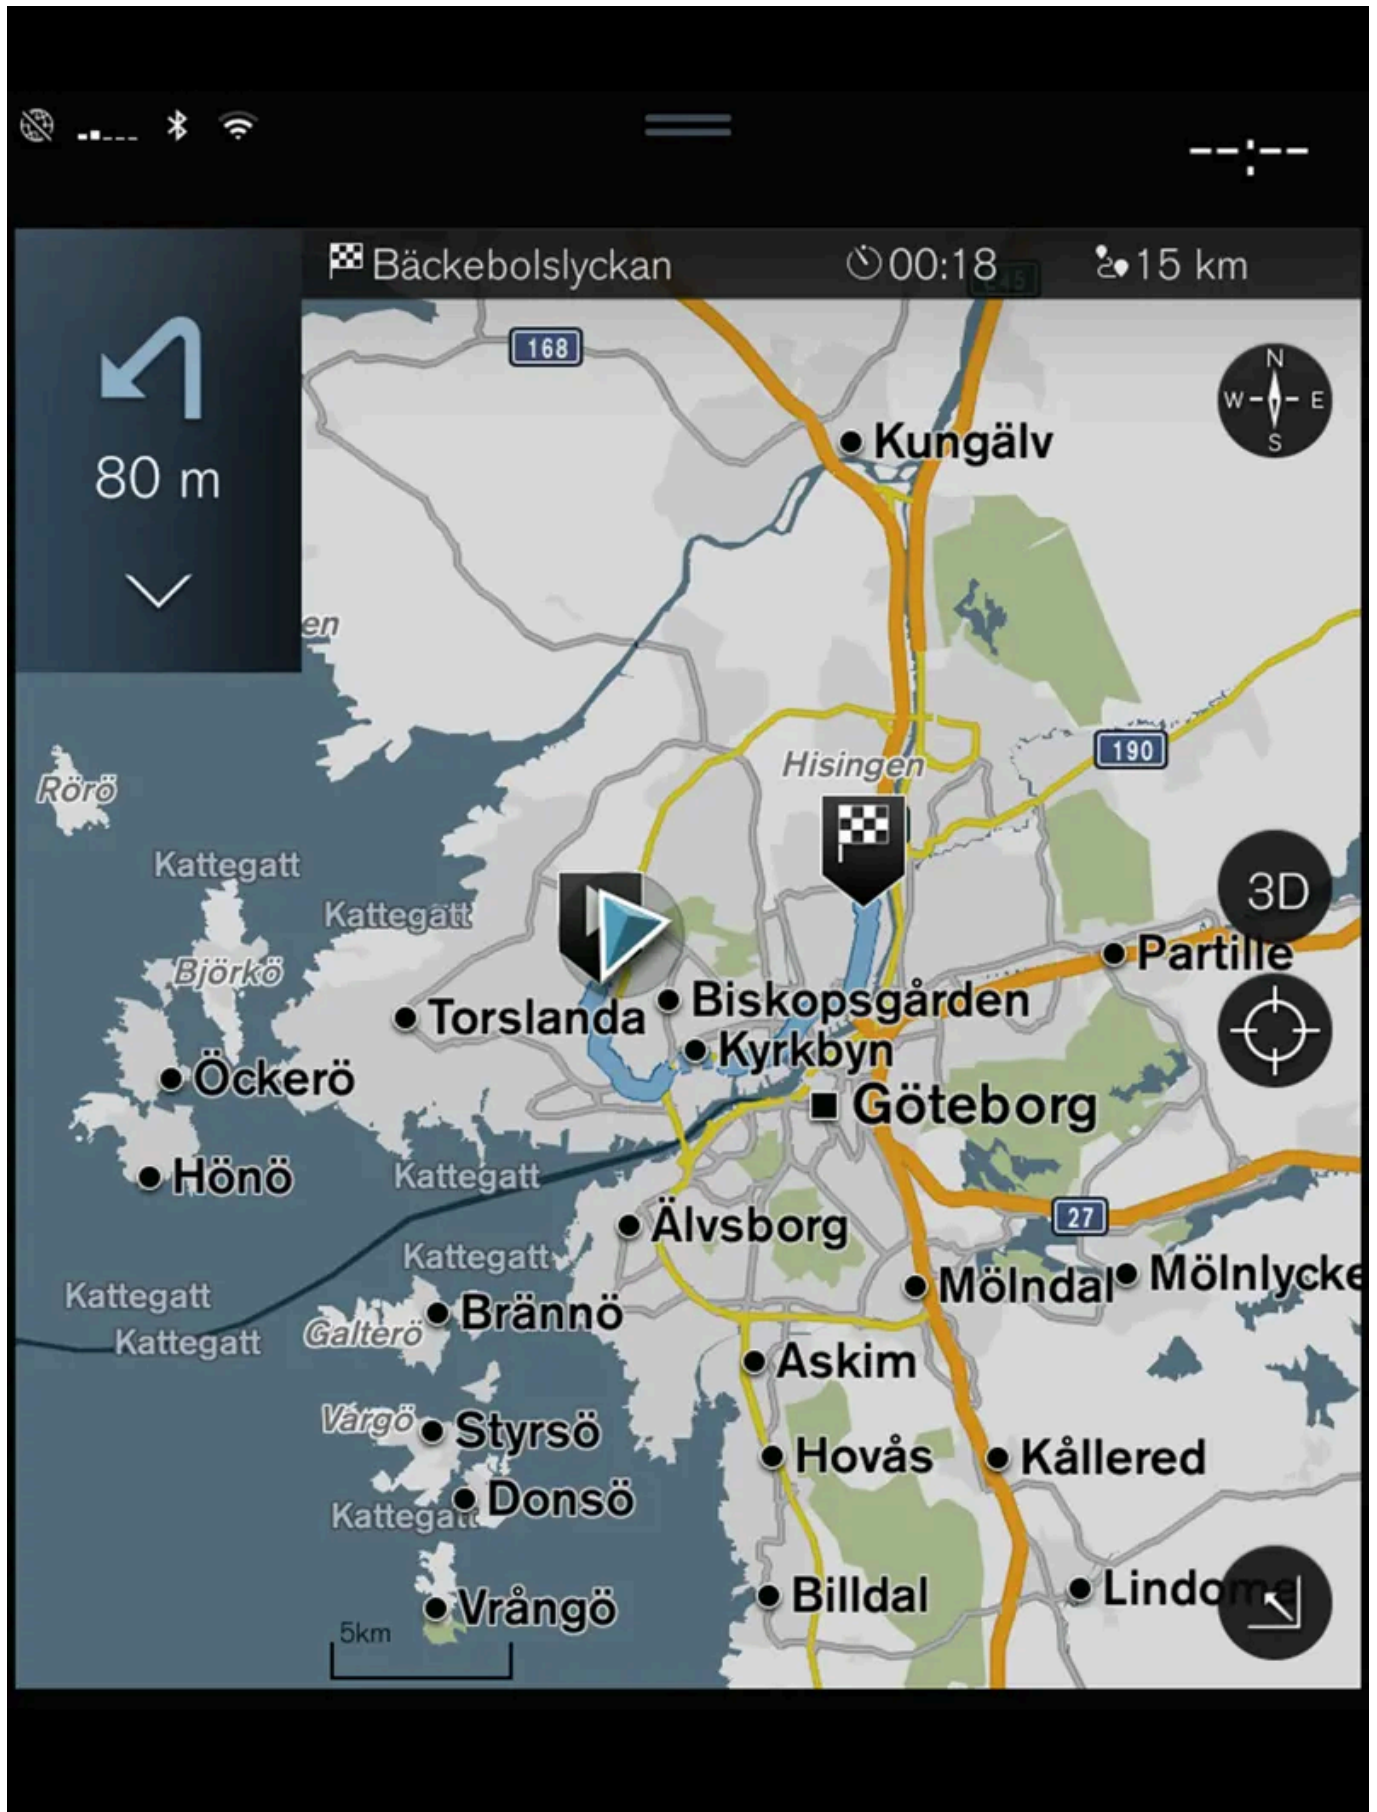 --:--
Bäckebolslyckan 00:18 15 km
80 m
168
N
W E
S
Kungälv
en
190
Hisingen
Rörö
Kattegatt
Kattegatt
3D
Partille
Björkö
Torslanda
Biskopsgården
Kyrkbyn
Öckerö
Göteborg
Hönö
Kattegatt
27
Älvsborg
Kattegatt
Mölndal
Mölnlycke
Kattegatt
Brännö
Galterö
Kattegatt
Askim
Vargö
Styrsö
Hovås
Kållered
Donsö
Kattegatt
Billdal
Lindome
Vrångö
5km